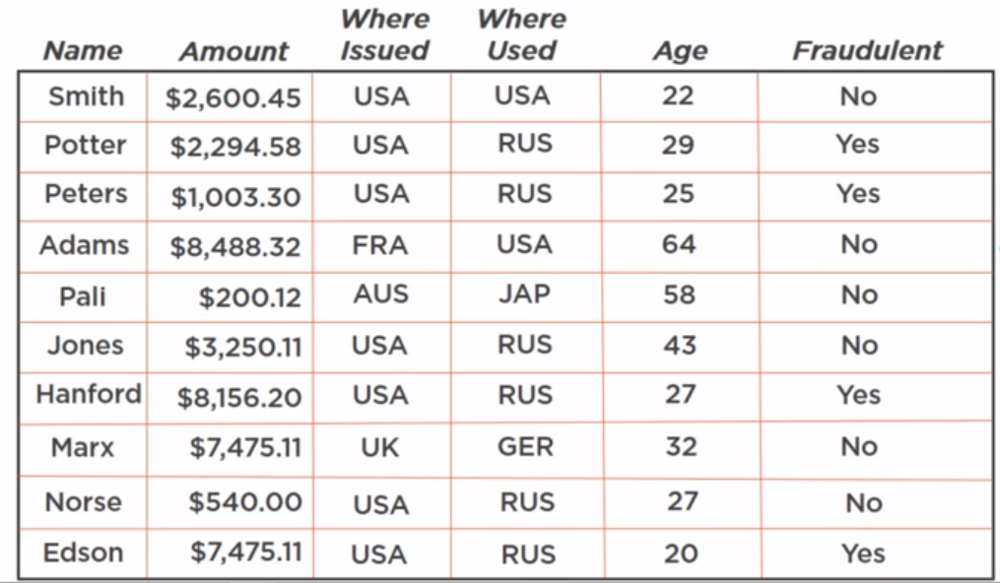 Name Amount Where Issued Where Used Age Fraudulent
Smith $2,600.45 USA USA 22 No
Potter $2,294.58 USA RUS 29 Yes
Peters $1,003.30 USA RUS 25 Yes
Adams $8,488.32 FRA USA 64 No
Pali $200.12 AUS JAP 58 No
Jones $3,250.11 USA RUS 43 No
Hanford $8,156.20 USA RUS 27 Yes
Marx $7,475.11 UK GER 32 No
Norse $540.00 USA RUS 27 No
Edson $7,475.11 USA RUS 20 Yes